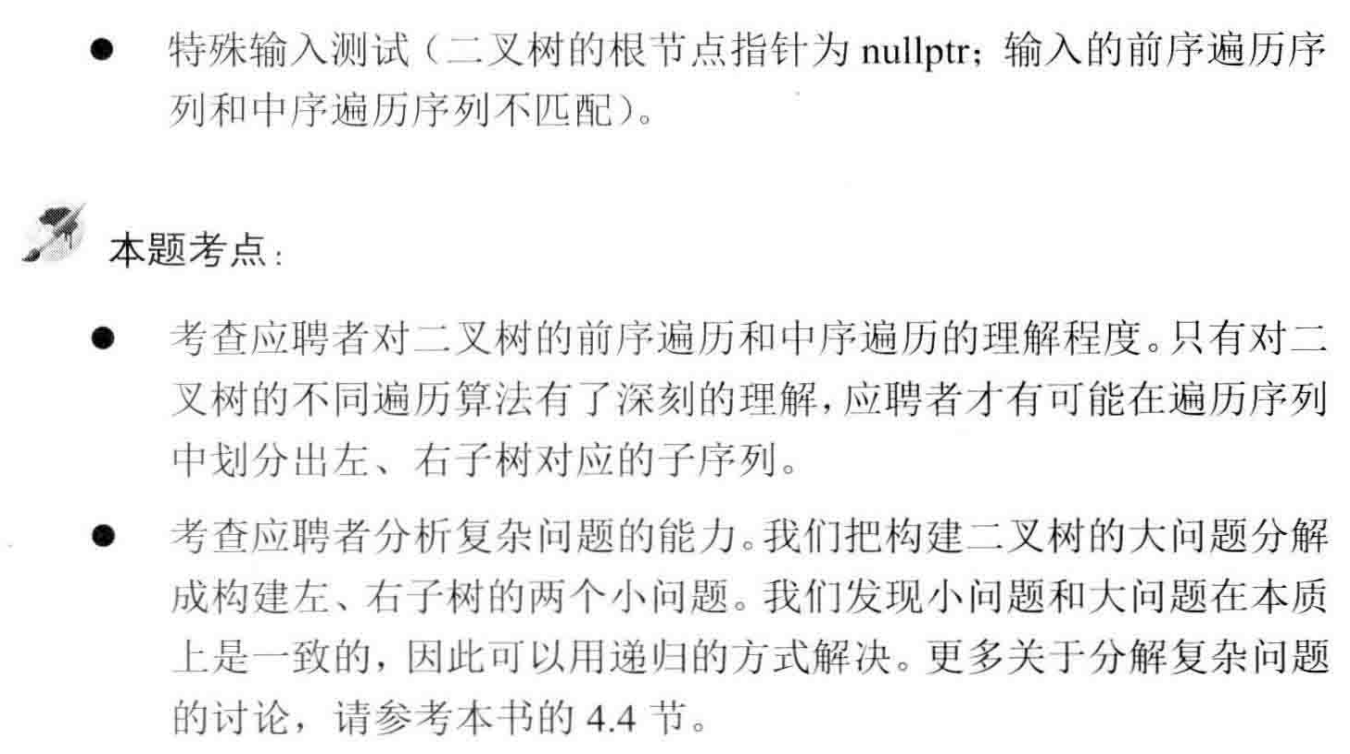 ● 特殊输入测试（二叉树的根节点指针为 nullptr；输入的前序遍历序
列和中序遍历序列不匹配）。
本题考点：
● 考查应聘者对二叉树的前序遍历和中序遍历的理解程度。只有对二
叉树的不同遍历算法有了深刻的理解，应聘者才有可能在遍历序列
中划分出左、右子树对应的子序列。
● 考查应聘者分析复杂问题的能力。我们把构建二叉树的大问题分解
成构建左、右子树的两个小问题。我们发现小问题和大问题在本质
上是一致的，因此可以用递归的方式解决。更多关于分解复杂问题
的讨论，请参考本书的 4.4 节。